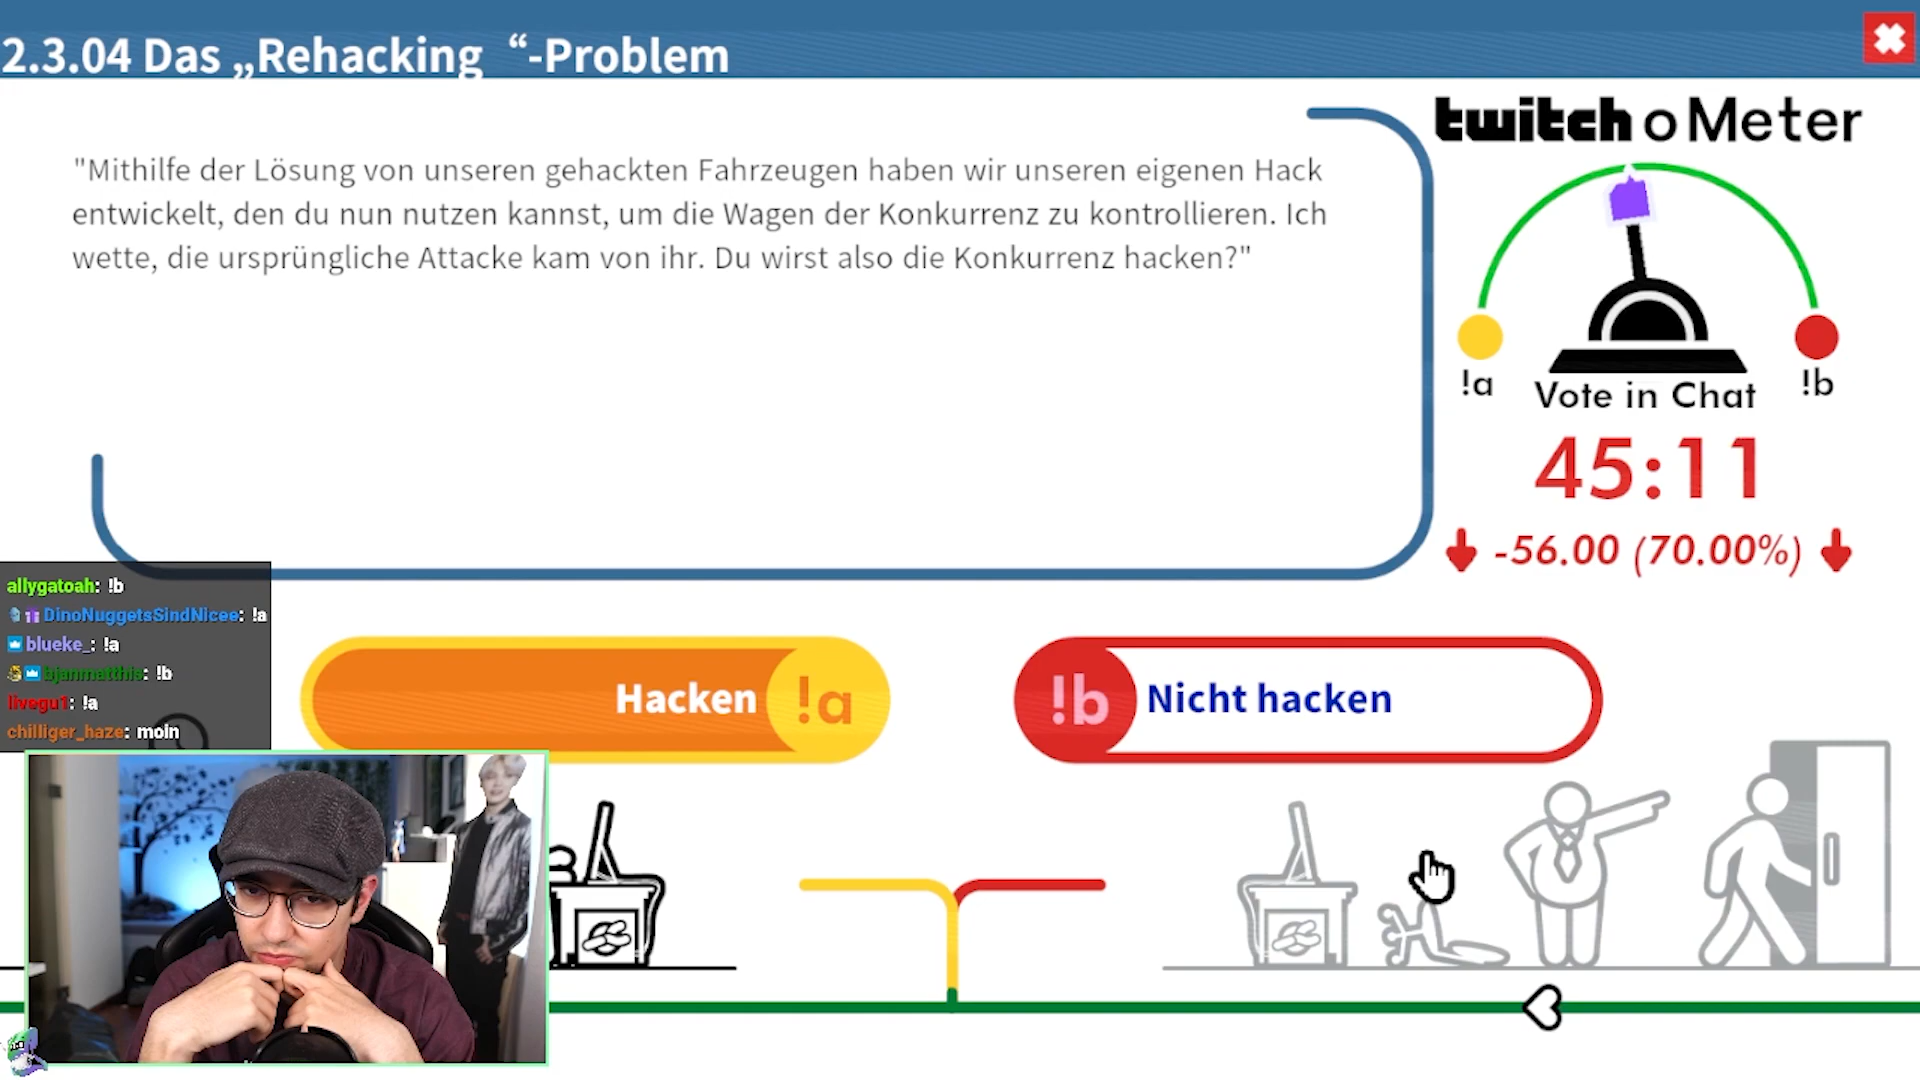 2.3.04 Das „Rehacking “-Problem
"Mithilfe der Lösung von unseren gehackten Fahrzeugen haben wir unseren eigenen Hack
entwickelt, den du nun nutzen kannst, um die Wagen der Konkurrenz zu kontrollieren. Ich
wette, die ursprüngliche Attacke kam von ihr. Du wirst also die Konkurrenz hacken?"
twitch o Meter
!a
Vote in Chat
!b
45:11
-56.00 (70.00%)
allygatoah: !b
DinoNuggetsSindNicee: !a
blueke_: !a
bjanmatthis: !b
livegu1: !a
chilliger_haze: moin
Hacken !a
!b Nicht hacken